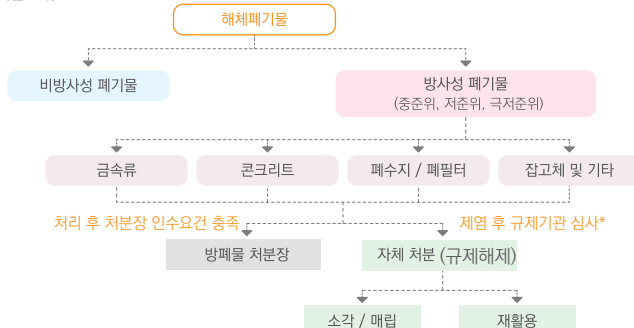 해체폐기물
비방사성 폐기물
방사성 폐기물
(중준위, 저준위, 극저준위)
금속류
콘크리트
폐수지 / 폐필터
잡고체 및 기타
처리 후 처분장 인수요건 충족
제염 후 규제기관 심사*
방폐물 처분장
자체 처분 (규제해제)
소각 / 매립
재활용